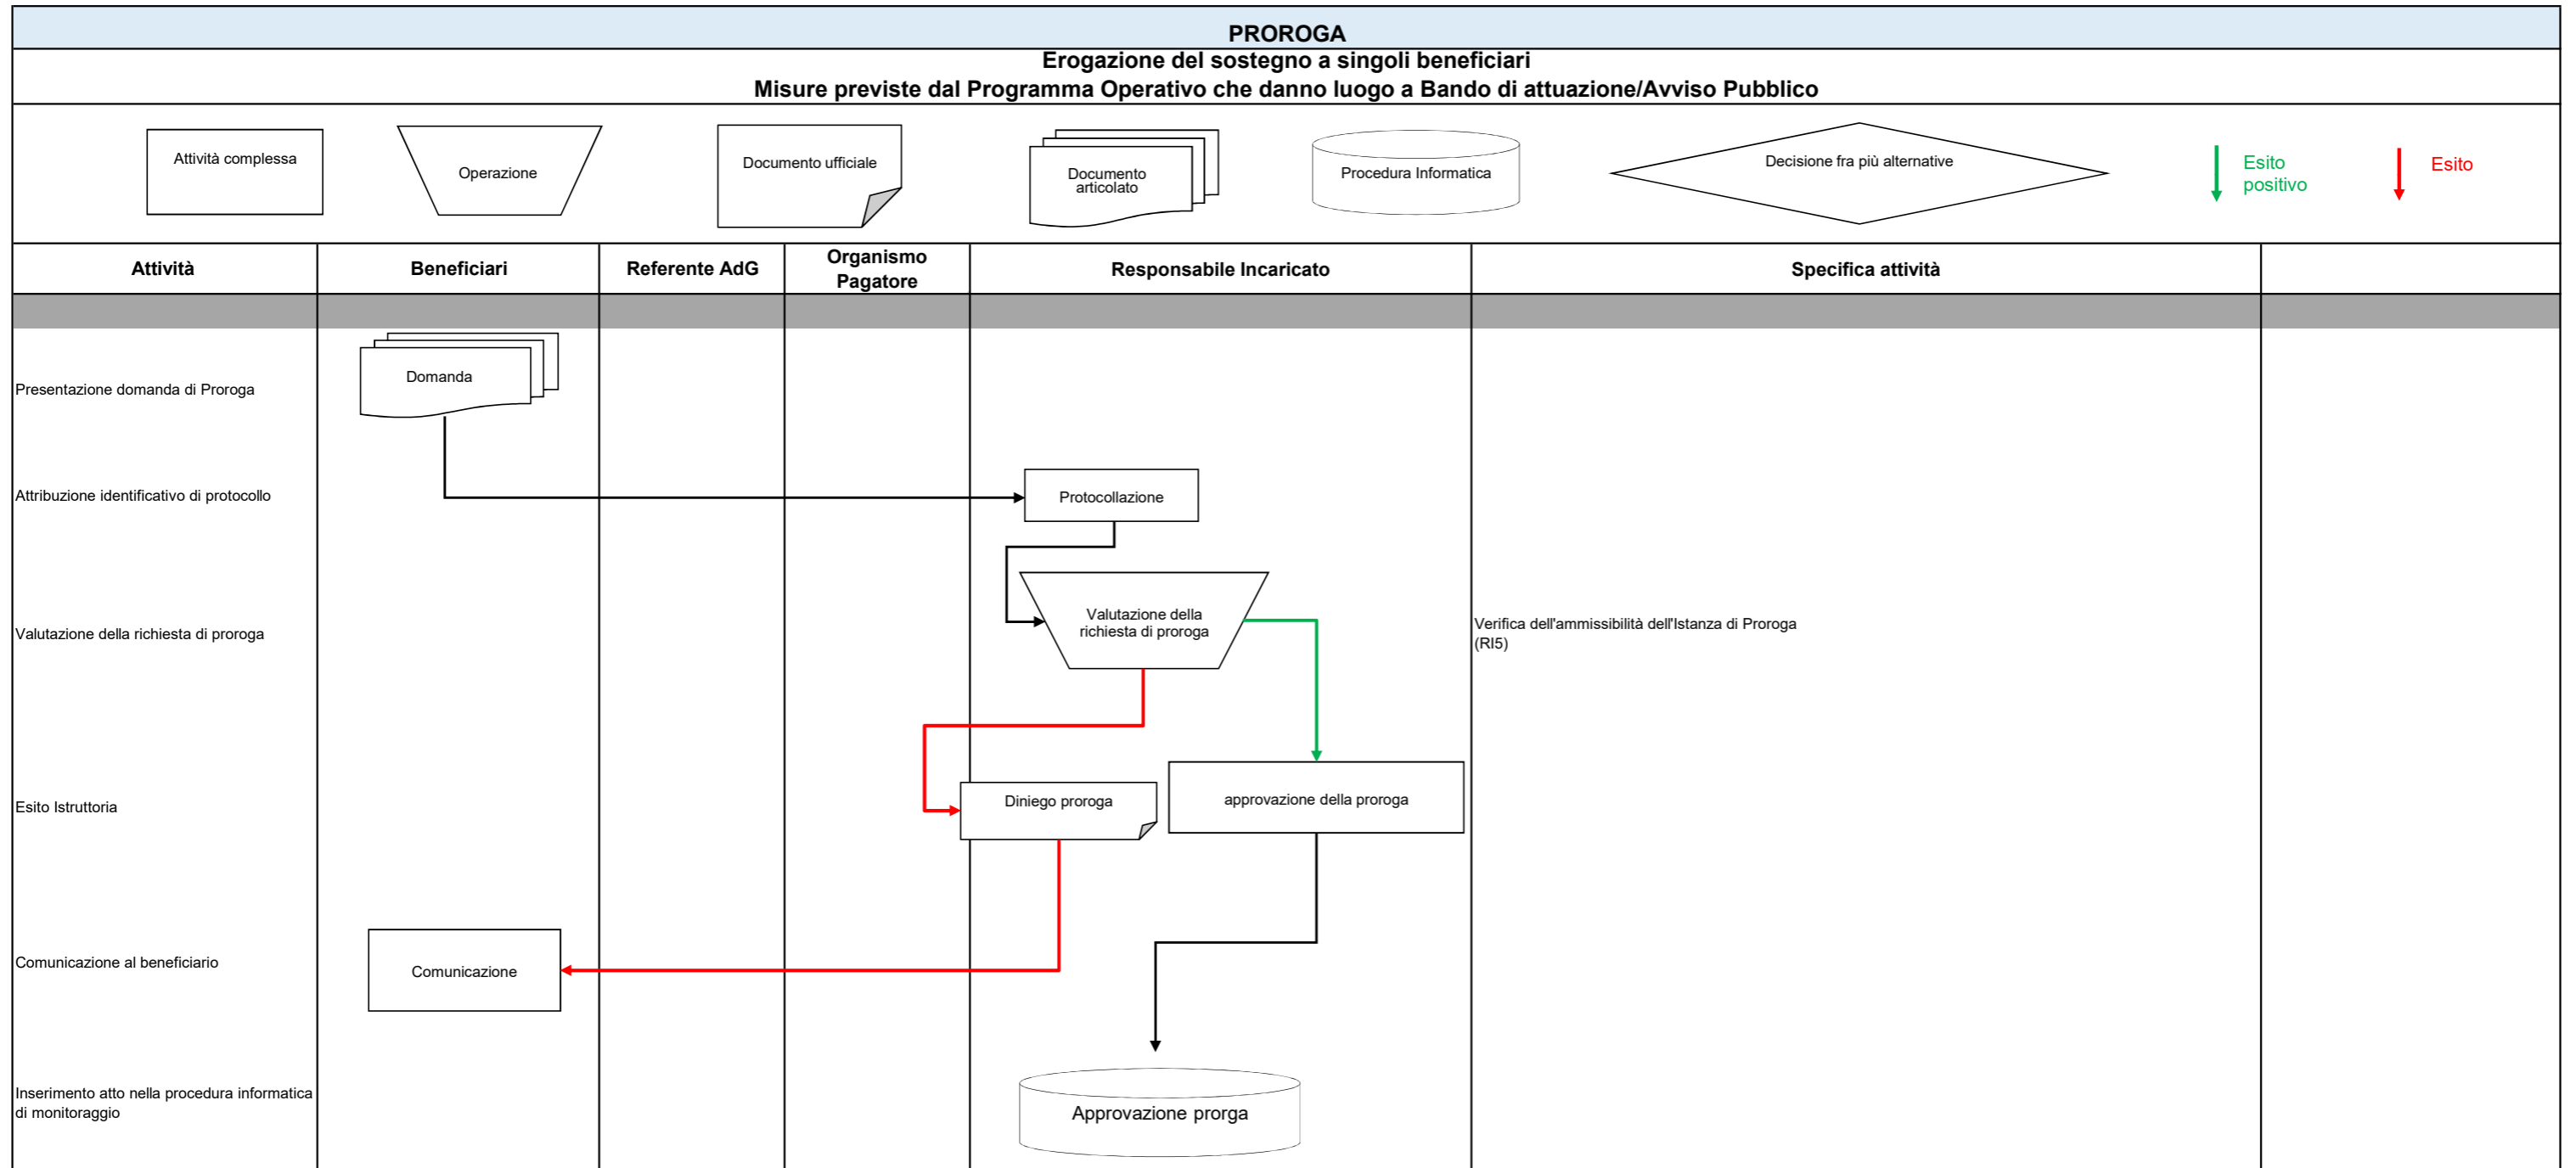 PROROGA
Erogazione del sostegno a singoli beneficiari
Misure previste dal Programma Operativo che danno luogo a Bando di attuazione/Avviso Pubblico
Attività complessa
Operazione
Documento ufficiale
Documento
articolato
Procedura Informatica
Decisione fra più alternative
Esito
positivo
Esito
Attività
Beneficiari
Referente AdG
Organismo
Pagatore
Responsabile Incaricato
Specifica attività
Presentazione domanda di Proroga
Domanda
Attribuzione identificativo di protocollo
Protocollazione
Valutazione della richiesta di proroga
Valutazione della
richiesta di proroga
Verifica dell'ammissibilità dell'Istanza di Proroga
(RI5)
Esito Istruttoria
Diniego proroga
approvazione della proroga
Comunicazione al beneficiario
Comunicazione
Inserimento atto nella procedura informatica
di monitoraggio
Approvazione prorga